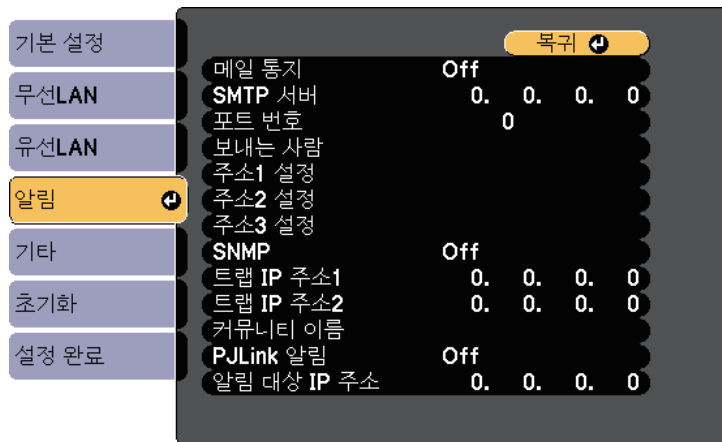 기본 설정
무선LAN
유선LAN
알림
기타
초기화
설정 완료
복귀
메일 통지 Off
SMTP 서버 0. 0. 0. 0
포트 번호 0
보내는 사람
주소1 설정
주소2 설정
주소3 설정
SNMP Off
트랩 IP 주소1 0. 0. 0. 0
트랩 IP 주소2 0. 0. 0. 0
커뮤니티 이름
PJLink 알림 Off
알림 대상 IP 주소 0. 0. 0. 0